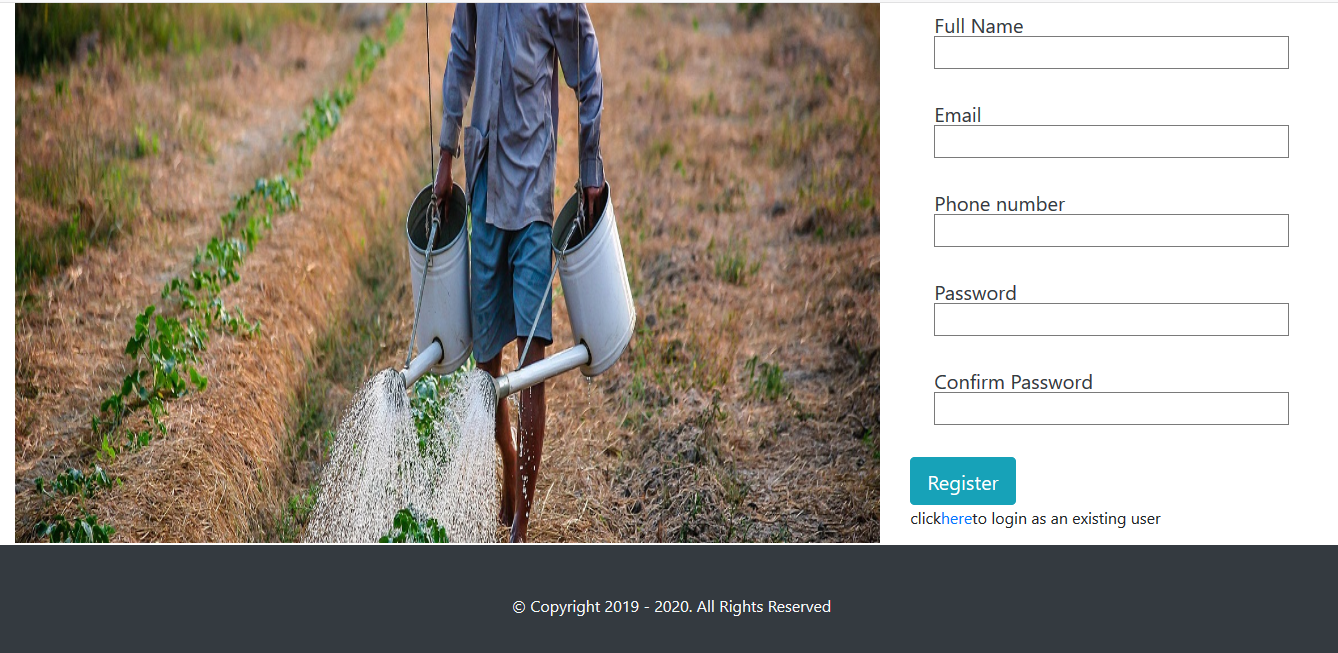 Full Name
Email
Phone number
Password
Confirm Password
Register
clickhereto login as an existing user
© Copyright 2019 - 2020. All Rights Reserved